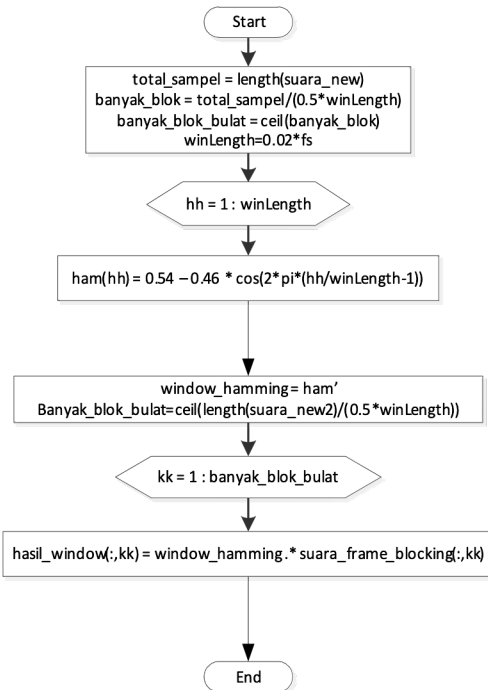 Start
total_sampel = length(suara_new)
banyak_blok = total_sampel/(0.5*winLength)
banyak_blok_bulat = ceil(banyak_blok)
winLength=0.02*fs
hh = 1 : winLength
ham(hh) = 0.54 – 0.46 * cos(2*pi*(hh/winLength-1))
window_hamming = ham’
Banyak_blok_bulat=ceil(length(suara_new2)/(0.5*winLength))
kk = 1 : banyak_blok_bulat
hasil_window(:,kk) = window_hamming .* suara_frame_blocking(:,kk)
End